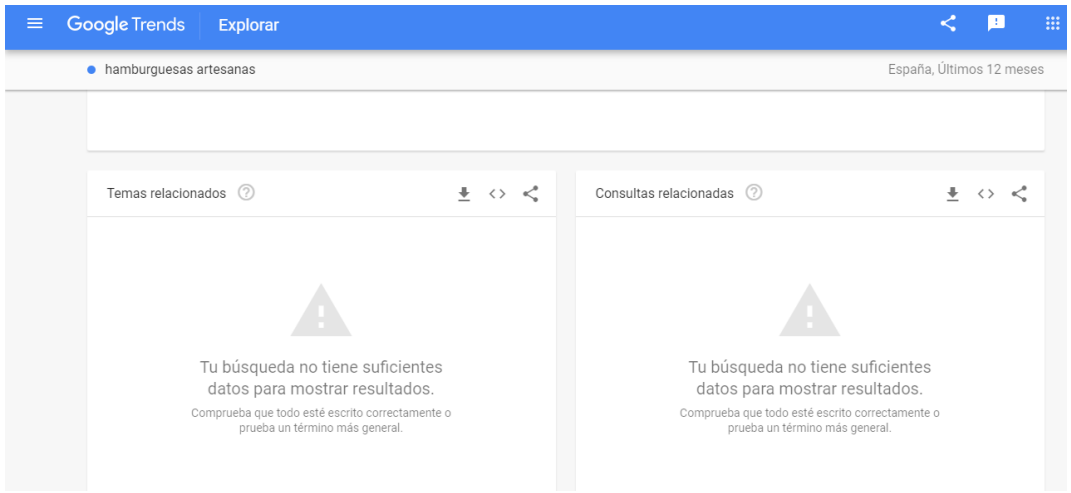 Google Trends Explorar
hamburguesas artesanas España, Últimos 12 meses
Temas relacionados
Tu búsqueda no tiene suficientes
datos para mostrar resultados.
Comprueba que todo esté escrito correctamente o
prueba un término más general.
Consultas relacionadas
Tu búsqueda no tiene suficientes
datos para mostrar resultados.
Comprueba que todo esté escrito correctamente o
prueba un término más general.